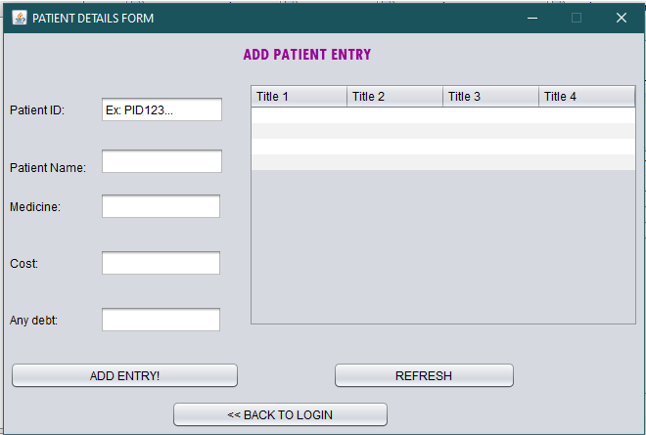 PATIENT DETAILS FORM
ADD PATIENT ENTRY
Patient ID: Ex: PID123...
Patient Name:
Medicine:
Cost:
Any debt:
Title 1 Title 2 Title 3 Title 4
ADD ENTRY! REFRESH
<< BACK TO LOGIN